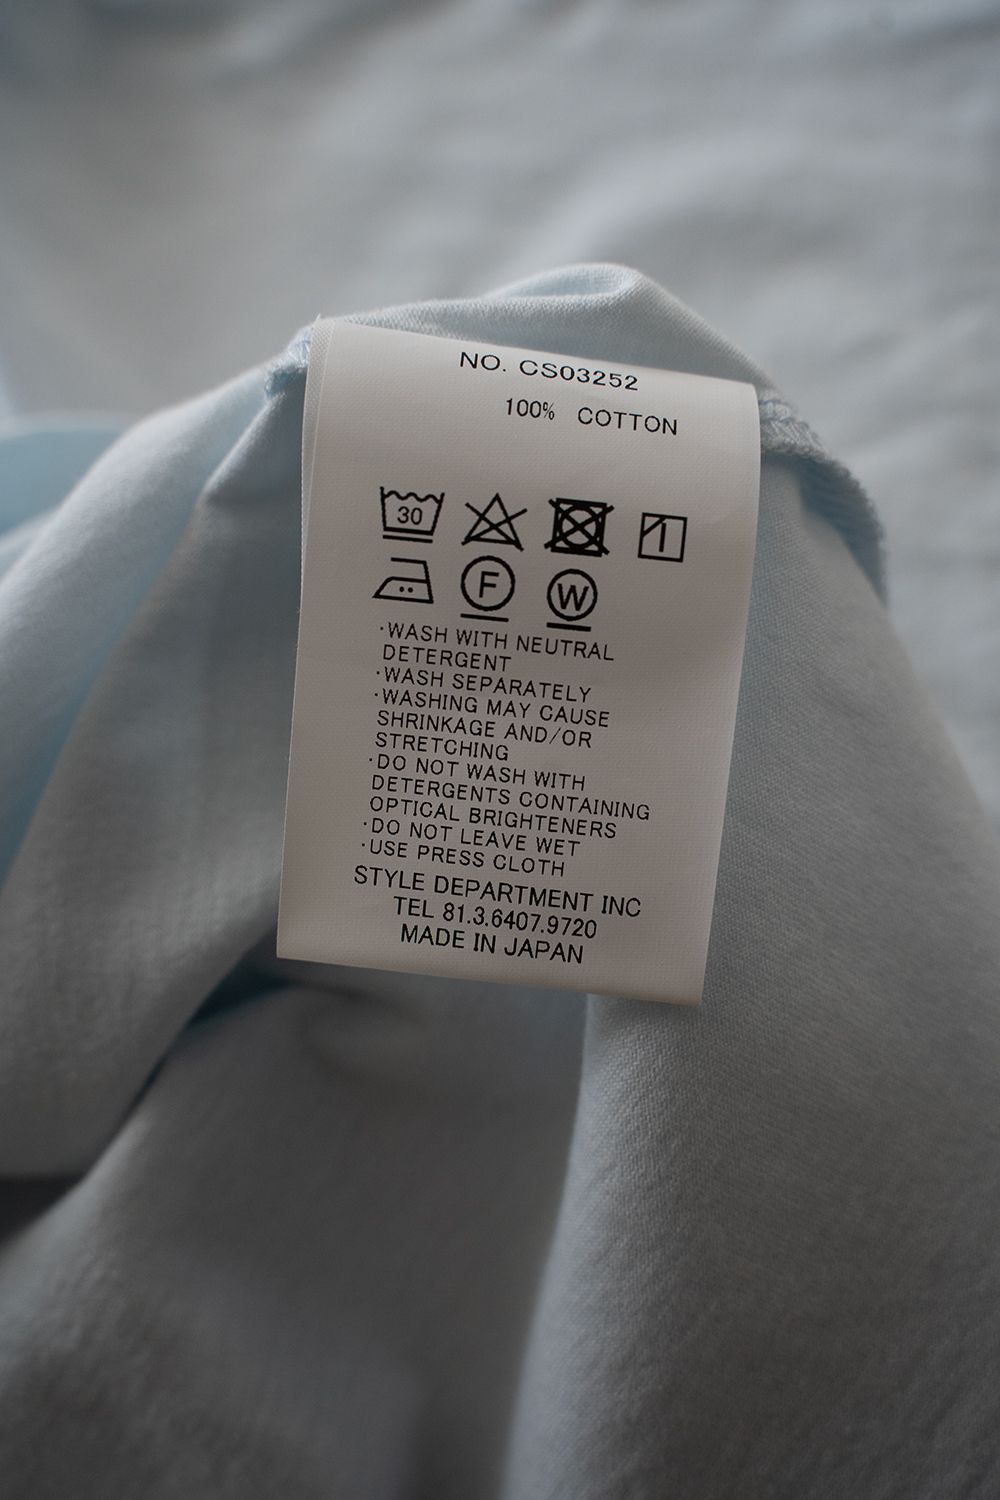 NO. CS03252
100% COTTON
30
F W
·WASH WITH NEUTRAL
DETERGENT
·WASH SEPARATELY
·WASHING MAY CAUSE
SHRINKAGE AND/OR
STRETCHING
·DO NOT WASH WITH
DETERGENTS CONTAINING
OPTICAL BRIGHTENERS
·DO NOT LEAVE WET
·USE PRESS CLOTH
STYLE DEPARTMENT INC
TEL 81.3.6407.9720
MADE IN JAPAN